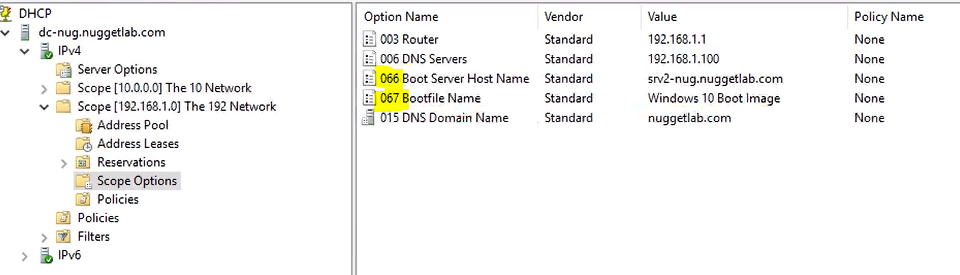 DHCP
dc-nug.nuggetlab.com
IPv4
Server Options
Scope [10.0.0.0] The 10 Network
Scope [192.168.1.0] The 192 Network
Address Pool
Address Leases
Reservations
Scope Options
Policies
Policies
Filters
IPv6
Option Name Vendor Value Policy Name
003 Router Standard 192.168.1.1 None
006 DNS Servers Standard 192.168.1.100 None
066 Boot Server Host Name Standard srv2-nug.nuggetlab.com None
067 Bootfile Name Standard Windows 10 Boot Image None
015 DNS Domain Name Standard nuggetlab.com None